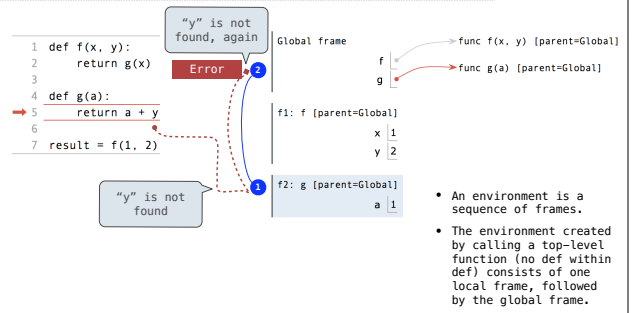 “y” is not
found, again
Error
1 def f(x, y):
2 return g(x)
3
4 def g(a):
5 return a + y
6
7 result = f(1, 2)
“y” is not
found
2
1
Global frame
f
g
func f(x, y) [parent=Global]
func g(a) [parent=Global]
f1: f [parent=Global]
x 1
y 2
f2: g [parent=Global]
a 1
• An environment is a
sequence of frames.
• The environment created
by calling a top-level
function (no def within
def) consists of one
local frame, followed
by the global frame.